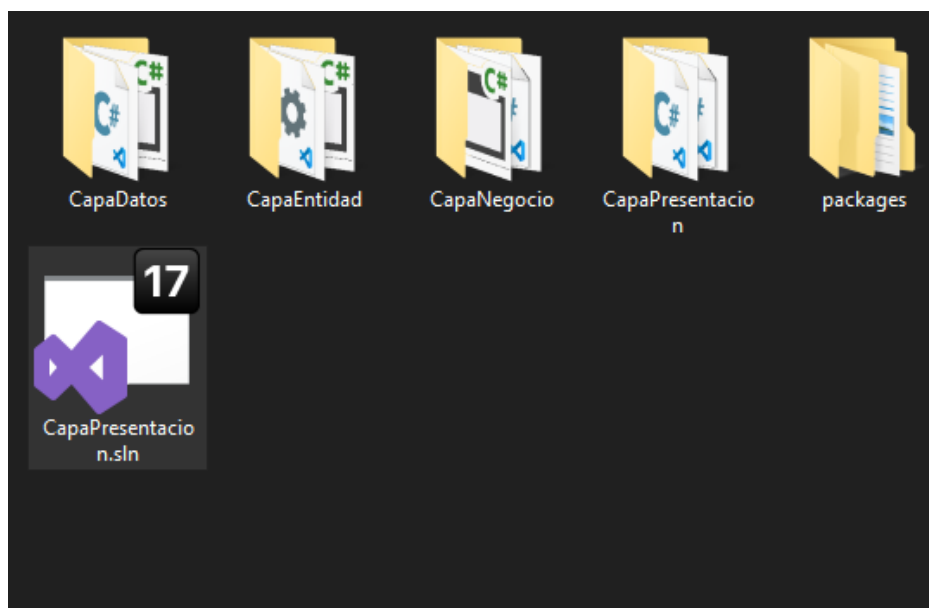 C#
C#
C#
C#
CapaDatos
CapaEntidad
CapaNegocio
CapaPresentacio
n
packages
17
CapaPresentacio
n.sln